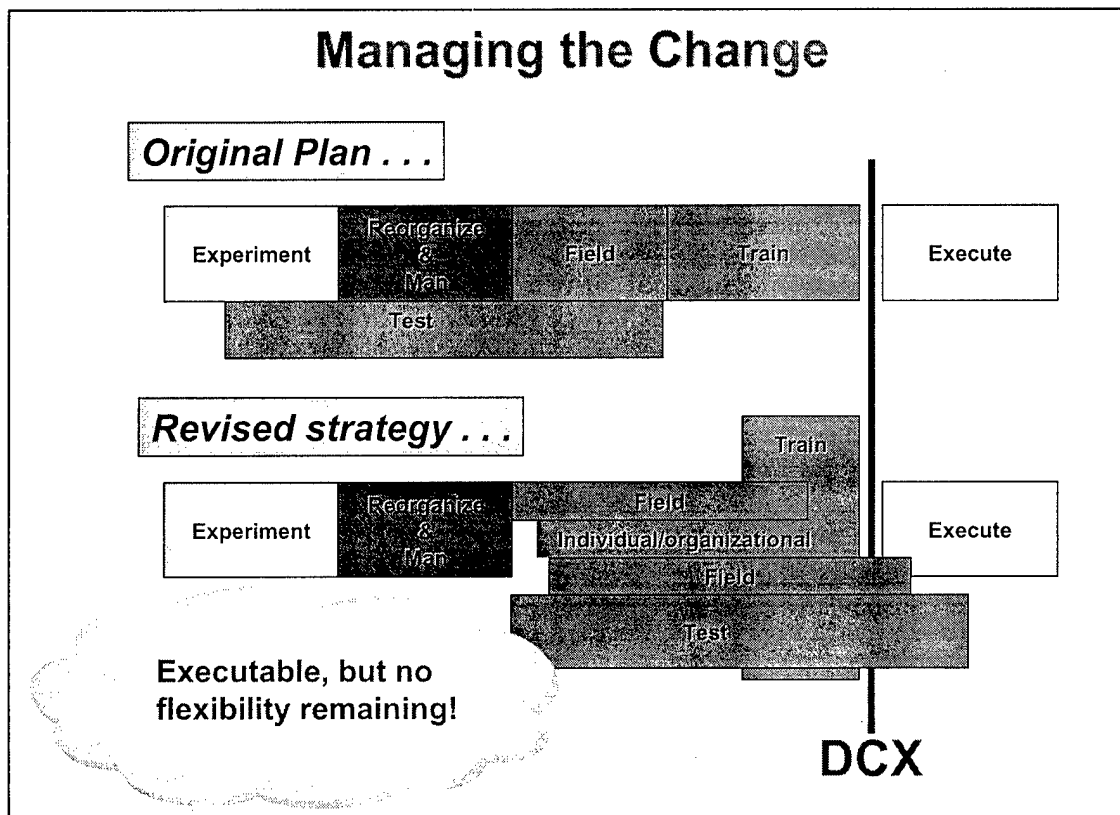 Managing the Change
Original Plan . . .
Experiment
Reorganize
&
Man
Field
Train
Execute
Test
Revised strategy . . .
Train
Experiment
Reorganize
&
Man
Field
Individual/organizational
Field
Test
Execute
Executable, but no
flexibility remaining!
DCX